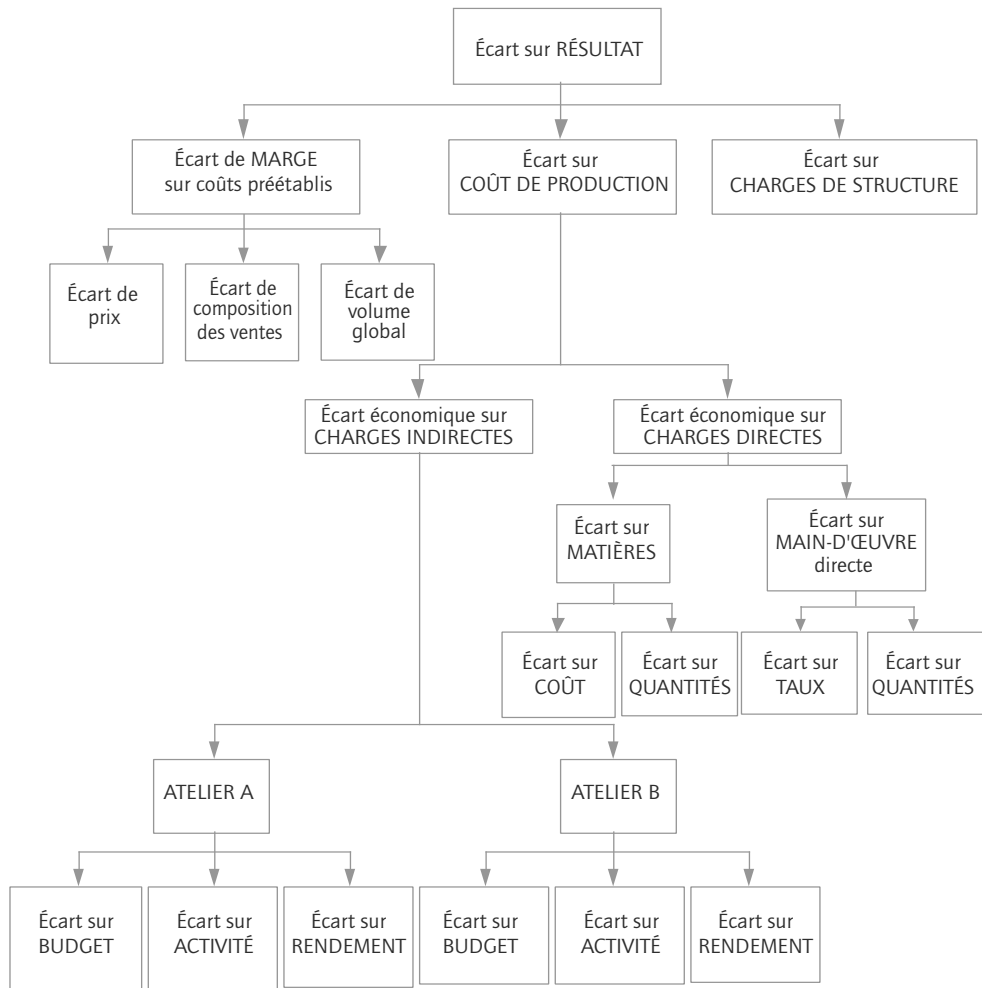 Écart sur RÉSULTAT
Écart de MARGE
sur coûts préétablis
Écart sur
COÛT DE PRODUCTION
Écart sur
CHARGES DE STRUCTURE
Écart de
prix
Écart de
composition
des ventes
Écart de
volume
global
Écart économique sur
CHARGES INDIRECTES
Écart économique sur
CHARGES DIRECTES
Écart sur
MATIÈRES
Écart sur
MAIN-D'ŒUVRE
directe
Écart sur
COÛT
Écart sur
QUANTITÉS
Écart sur
TAUX
Écart sur
QUANTITÉS
ATELIER A
ATELIER B
Écart sur
BUDGET
Écart sur
ACTIVITÉ
Écart sur
RENDEMENT
Écart sur
BUDGET
Écart sur
ACTIVITÉ
Écart sur
RENDEMENT